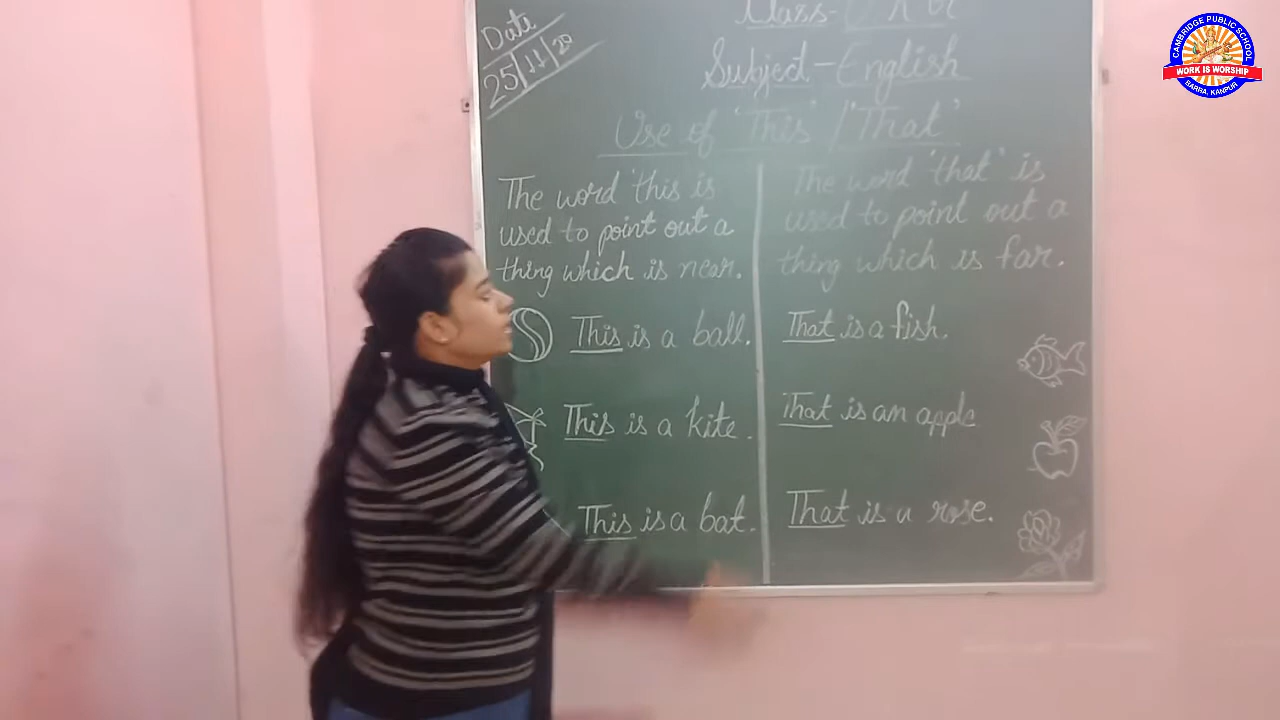 Date
25/11/20
Class-
Subject - English
Use of 'This' / 'That'
The word 'this is
used to point out a
thing which is near.
This is a ball.
This is a kite.
This is a bat.
The word 'that' is
used to point out a
thing which is far.
That is a fish.
That is an apple
That is a rose.
CAMBRIDGE PUBLIC SCHOOL
WORK IS WORSHIP
BARRA, KANPUR